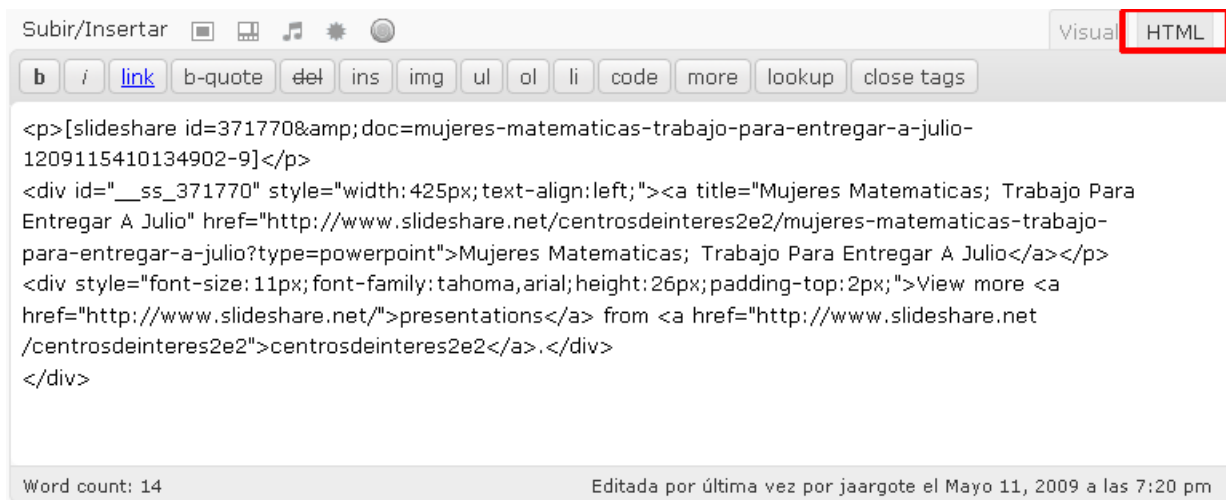 Subir/Insertar Visual HTML
b i link b-quote del ins img ul ol li code more lookup close tags
<p>[slideshare id=371770&amp;doc=mujeres-matematicas-trabajo-para-entregar-a-julio-
1209115410134902-9]</p>
<div id="__ss_371770" style="width:425px;text-align:left;"><a title="Mujeres Matematicas; Trabajo Para
Entregar A Julio" href="http://www.slideshare.net/centrosdeinteres2e2/mujeres-matematicas-trabajo-
para-entregar-a-julio?type=powerpoint">Mujeres Matematicas; Trabajo Para Entregar A Julio</a></p>
<div style="font-size:11px;font-family:tahoma,arial;height:26px;padding-top:2px;">View more <a
href="http://www.slideshare.net/">presentations</a> from <a href="http://www.slideshare.net
/centrosdeinteres2e2">centrosdeinteres2e2</a>.</div>
</div>
Word count: 14 Editada por última vez por jaargote el Mayo 11, 2009 a las 7:20 pm